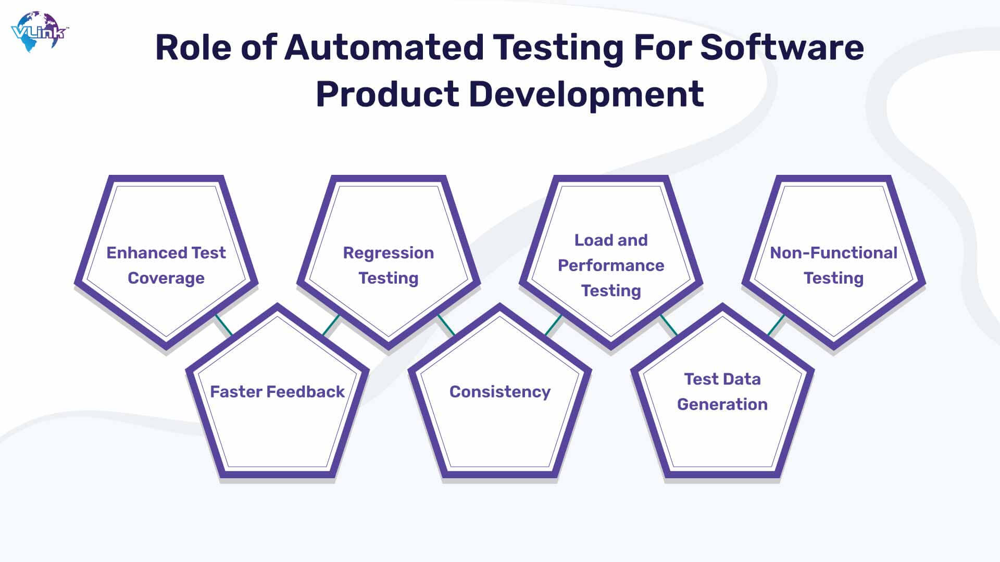 VLink™
Role of Automated Testing For Software
Product Development
Enhanced Test
Coverage
Regression
Testing
Load and
Performance
Testing
Non-Functional
Testing
Faster Feedback
Consistency
Test Data
Generation